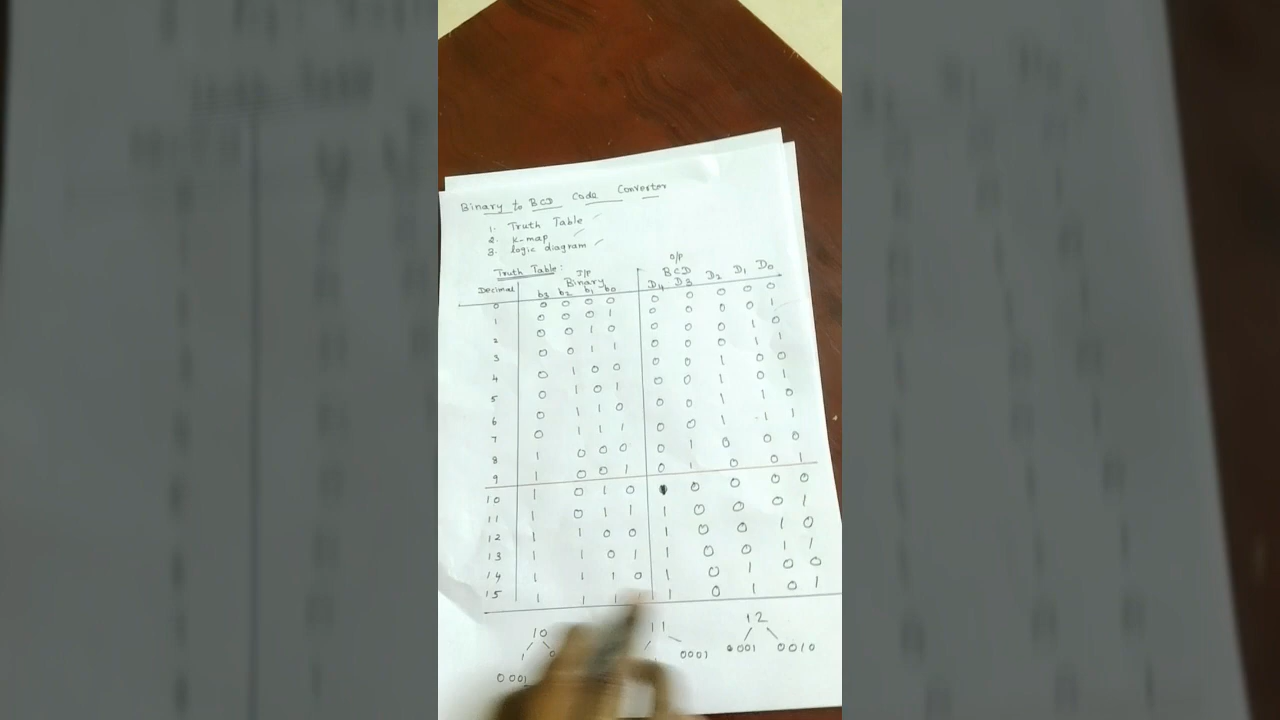 Binary to BCD Code Converter
1. Truth Table
2. K-map
3. logic diagram
Truth Table:
I/P O/P
Binary BCD
Decimal b3 b2 b1 b0 D4 D3 D2 D1 D0
0 0 0 0 0 0 0 0 0 0
1 0 0 0 1 0 0 0 0 1
2 0 0 1 0 0 0 0 1 0
3 0 0 1 1 0 0 0 1 1
4 0 1 0 0 0 0 1 0 0
5 0 1 0 1 0 0 1 0 1
6 0 1 1 0 0 0 1 1 0
7 0 1 1 1 0 0 1 1 1
8 1 0 0 0 0 1 0 0 0
9 1 0 0 1 0 1 0 0 1
10 1 0 1 0 1 0 0 0 0
11 1 0 1 1 1 0 0 0 1
12 1 1 0 0 1 0 0 1 0
13 1 1 0 1 1 0 0 1 1
14 1 1 1 0 1 0 1 0 0
15 1 1 1 1 0 1 0 1
10 11 12
1 0 0001 0001 0010
0001